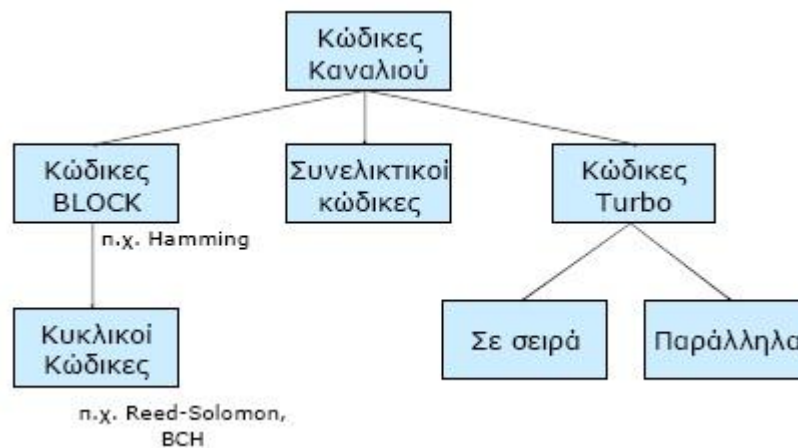 Κώδικες
Καναλιού
Κώδικες
BLOCK
Συνελικτικοί
κώδικες
Κώδικες
Turbo
π.χ. Hamming
Κυκλικοί
Κώδικες
Σε σειρά
Παράλληλα
π.χ. Reed-Solomon,
BCH